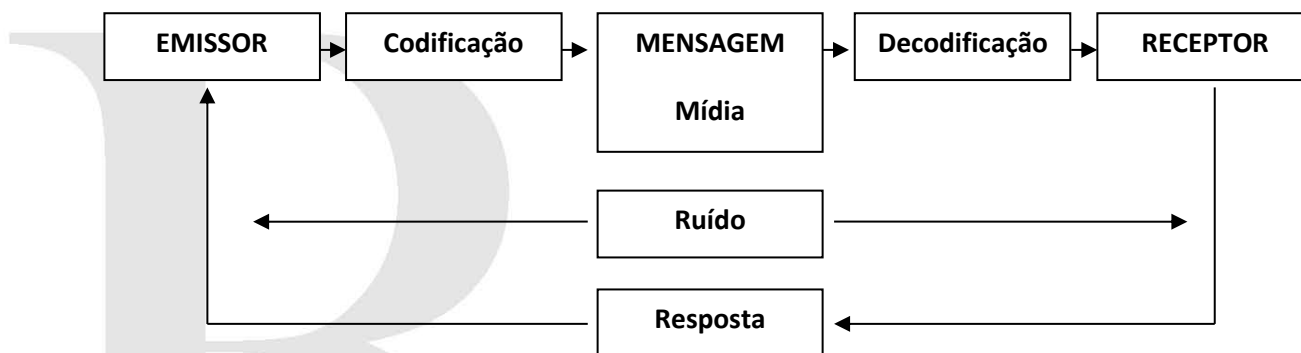 EMISSOR
Codificação
MENSAGEM
Mídia
Decodificação
RECEPTOR
Ruído
Resposta